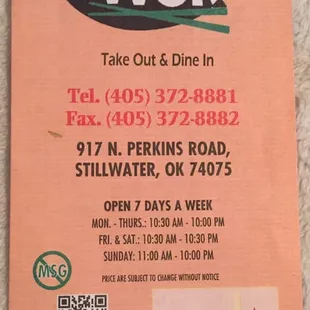 WOK
Take Out & Dine In
Tel. (405) 372-8881
Fax. (405) 372-8882
917 N. PERKINS ROAD,
STILLWATER, OK 74075
OPEN 7 DAYS A WEEK
MON. - THURS.: 10:30 AM - 10:00 PM
FRI. & SAT.: 10:30 AM - 10:30 PM
SUNDAY: 11:00 AM - 10:00 PM
MSG
PRICE ARE SUBJECT TO CHANGE WITHOUT NOTICE